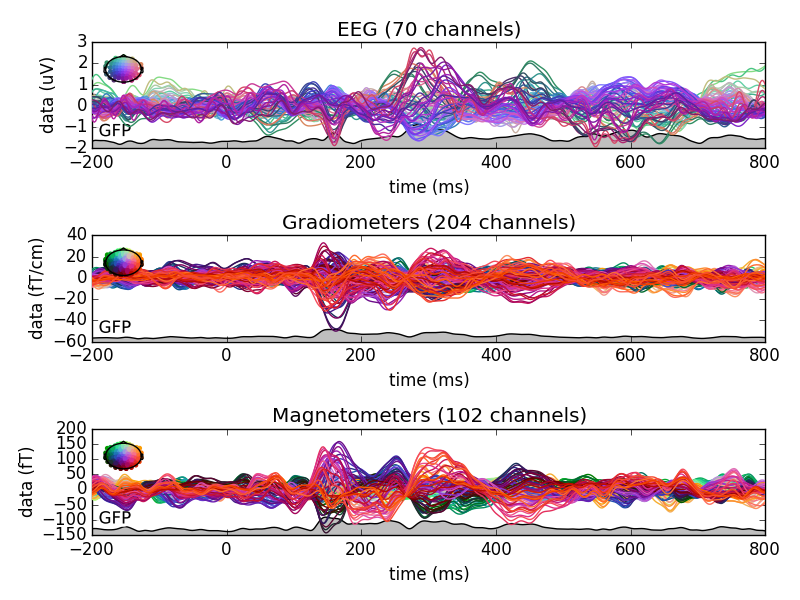 EEG (70 channels)
data (uV)
3
2
1
0
−1
−2
GFP
−200 0 200 400 600 800
time (ms)
Gradiometers (204 channels)
data (fT/cm)
40
20
0
−20
−40
−60
GFP
−200 0 200 400 600 800
time (ms)
Magnetometers (102 channels)
data (fT)
200
150
100
50
0
−50
−100
−150
GFP
−200 0 200 400 600 800
time (ms)